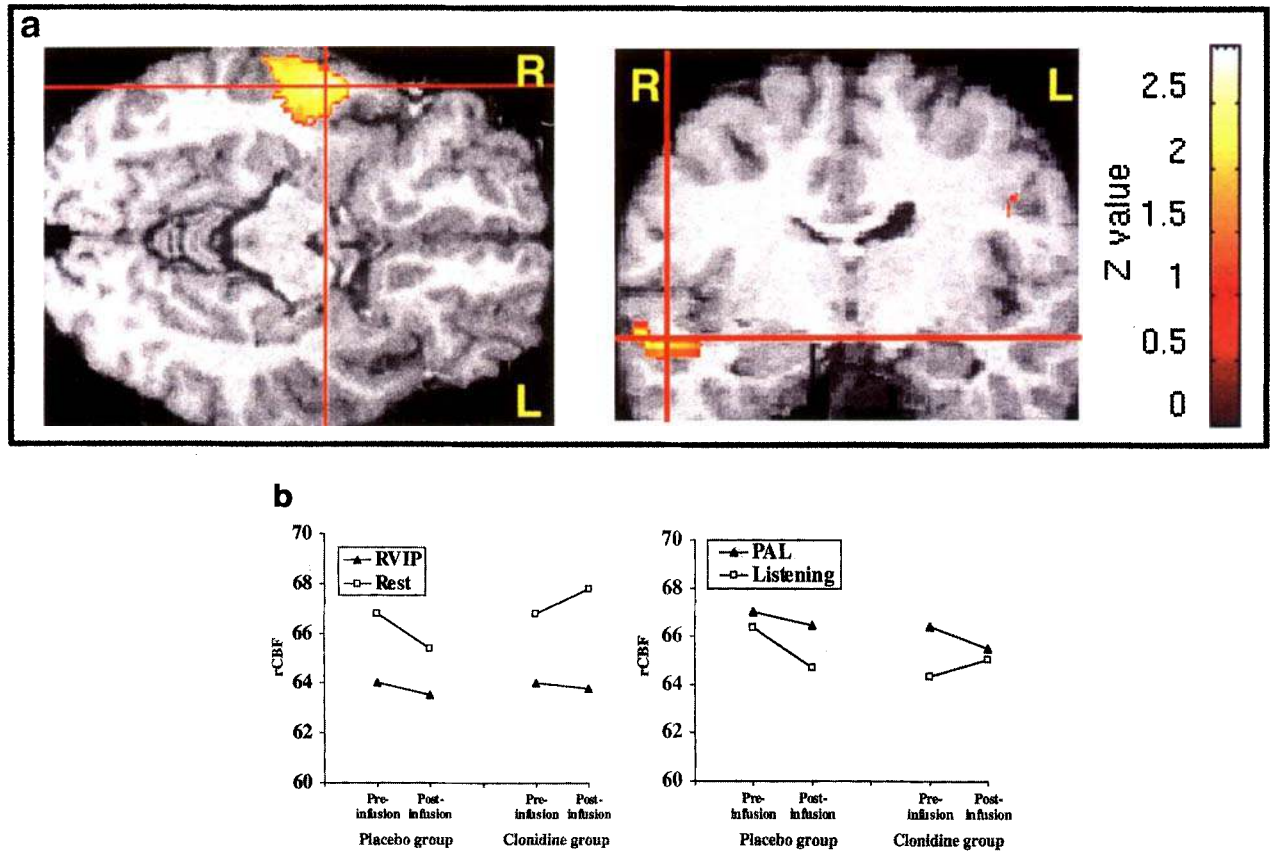 a
R
L
R
L
2.5
2
1.5
1
0.5
0
Z value
b
70
68
66
64
62
60
rCBF
RVIP
Rest
Pre-
infusion
Post-
infusion
Pre-
infusion
Post-
infusion
Placebo group
Clonidine group
70
68
66
64
62
60
rCBF
PAL
Listening
Pre-
infusion
Post-
infusion
Pre-
infusion
Post-
infusion
Placebo group
Clonidine group